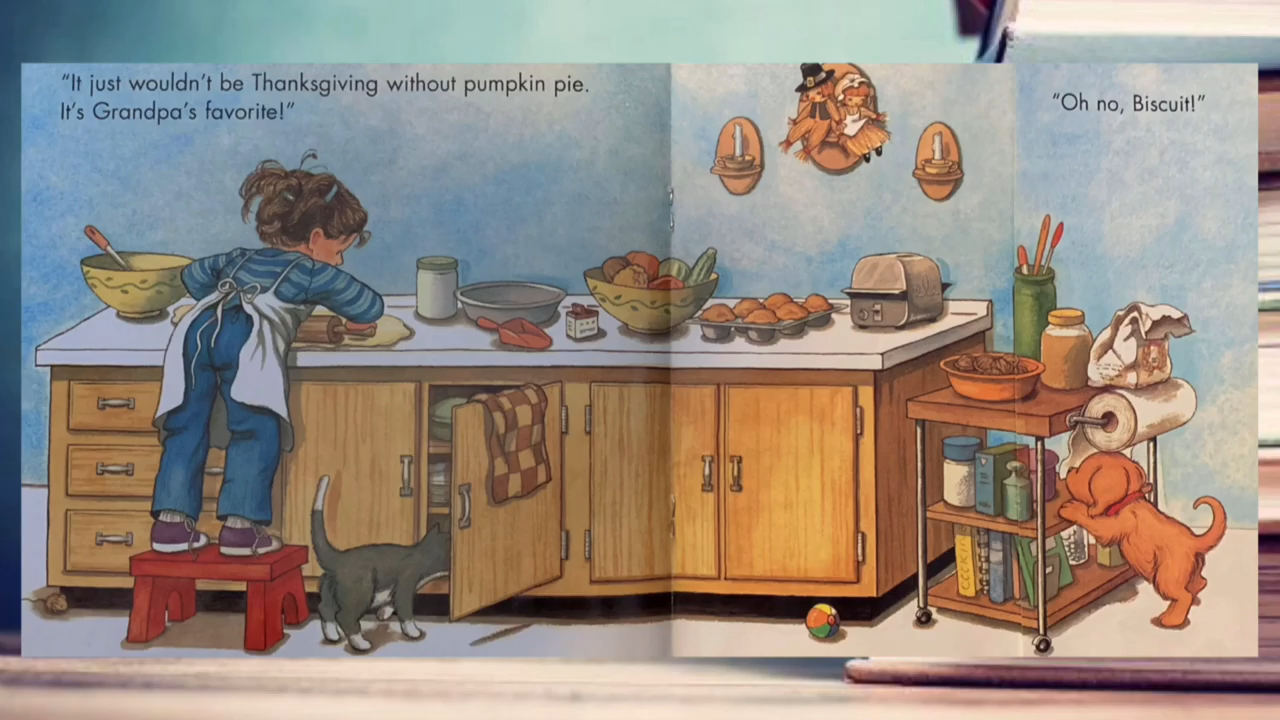 “It just wouldn’t be Thanksgiving without pumpkin pie.
It’s Grandpa’s favorite!”
“Oh no, Biscuit!”